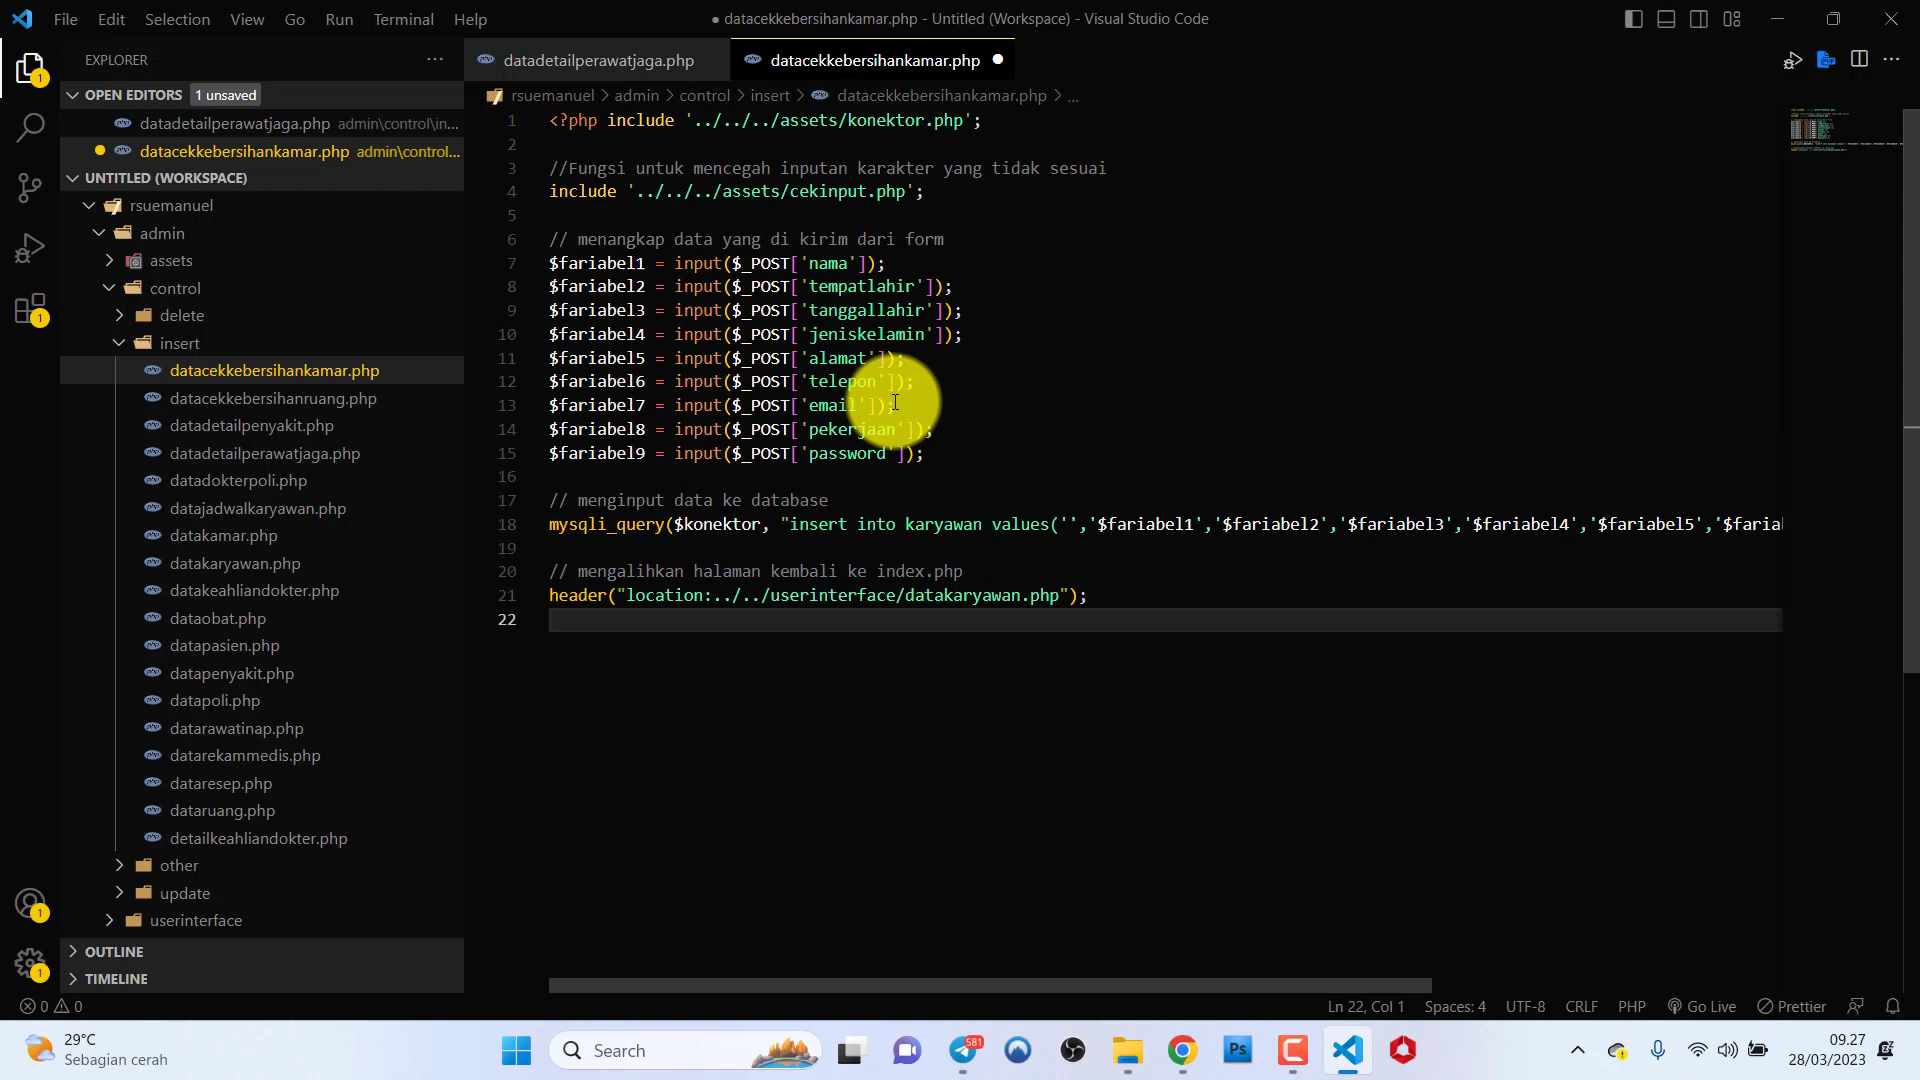 File Edit Selection View Go Run Terminal Help
● datacekkebersihankamar.php - Untitled (Workspace) - Visual Studio Code
EXPLORER
OPEN EDITORS 1 unsaved
datadetailperawatjaga.php admin\control\in...
datacekkebersihankamar.php admin\control...
UNTITLED (WORKSPACE)
rsuemanuel
admin
assets
control
delete
insert
datacekkebersihankamar.php
datacekkebersihanruang.php
datadetailpenyakit.php
datadetailperawatjaga.php
datadokterpoli.php
datajadwalkaryawan.php
datakamar.php
datakaryawan.php
datakeahliandokter.php
dataobat.php
datapasien.php
datapenyakit.php
datapoli.php
datarawatinap.php
datarekammedis.php
dataresep.php
dataruang.php
detailkeahliandokter.php
other
update
userinterface
OUTLINE
TIMELINE
datadetailperawatjaga.php
datacekkebersihankamar.php
rsuemanuel > admin > control > insert > datacekkebersihankamar.php > ...
1 <?php include '../../../assets/konektor.php';
2
3 //Fungsi untuk mencegah inputan karakter yang tidak sesuai
4 include '../../../assets/cekinput.php';
5
6 // menangkap data yang di kirim dari form
7 $fariabel1 = input($_POST['nama']);
8 $fariabel2 = input($_POST['tempatlahir']);
9 $fariabel3 = input($_POST['tanggallahir']);
10 $fariabel4 = input($_POST['jeniskelamin']);
11 $fariabel5 = input($_POST['alamat']);
12 $fariabel6 = input($_POST['telepon']);
13 $fariabel7 = input($_POST['email']);
14 $fariabel8 = input($_POST['pekerjaan']);
15 $fariabel9 = input($_POST['password']);
16
17 // menginput data ke database
18 mysqli_query($konektor, "insert into karyawan values('','$fariabel1','$fariabel2','$fariabel3','$fariabel4','$fariabel5','$faria
19
20 // mengalihkan halaman kembali ke index.php
21 header("location:../../userinterface/datakaryawan.php");
22
0 0 Ln 22, Col 1 Spaces: 4 UTF-8 CRLF PHP Go Live Prettier
29°C
Sebagian cerah
Search
581
Ps
09.27
28/03/2023